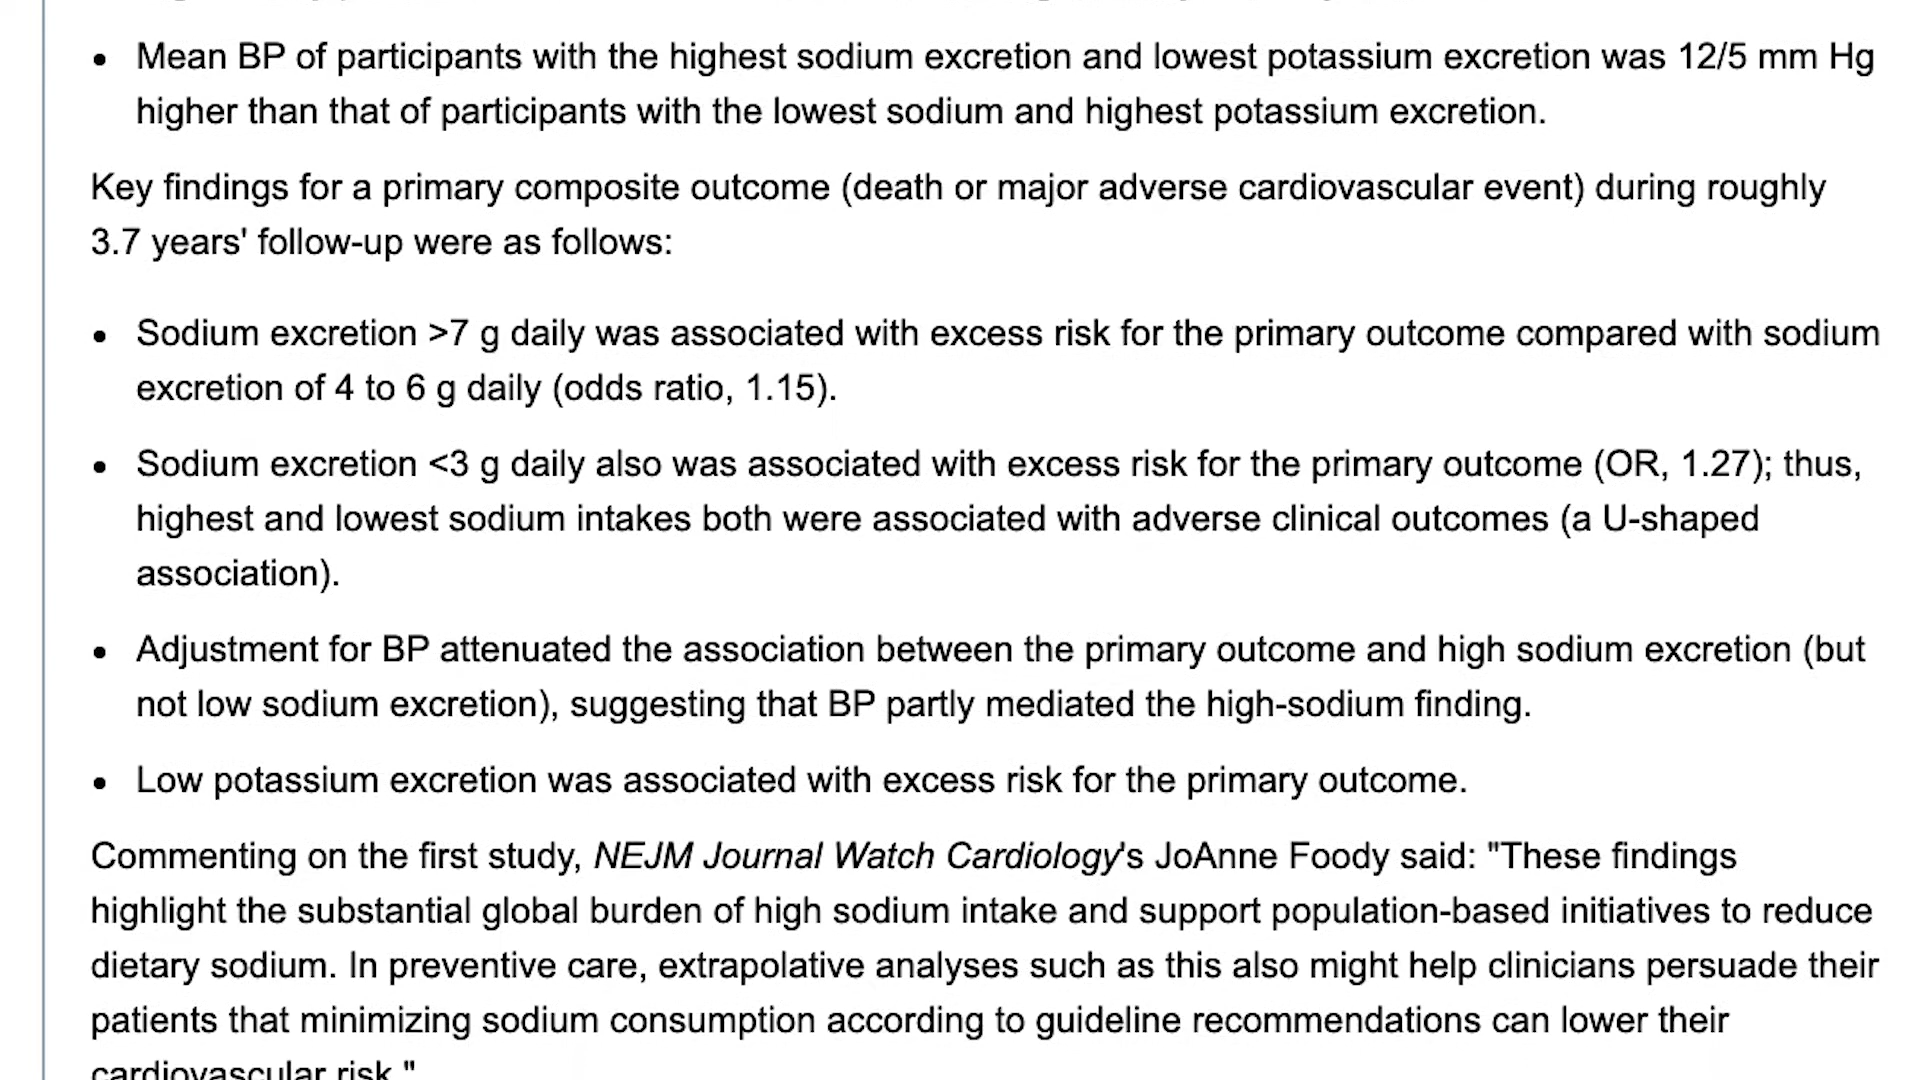 • Mean BP of participants with the highest sodium excretion and lowest potassium excretion was 12/5 mm Hg
higher than that of participants with the lowest sodium and highest potassium excretion.
Key findings for a primary composite outcome (death or major adverse cardiovascular event) during roughly
3.7 years' follow-up were as follows:
• Sodium excretion >7 g daily was associated with excess risk for the primary outcome compared with sodium
excretion of 4 to 6 g daily (odds ratio, 1.15).
• Sodium excretion <3 g daily also was associated with excess risk for the primary outcome (OR, 1.27); thus,
highest and lowest sodium intakes both were associated with adverse clinical outcomes (a U-shaped
association).
• Adjustment for BP attenuated the association between the primary outcome and high sodium excretion (but
not low sodium excretion), suggesting that BP partly mediated the high-sodium finding.
• Low potassium excretion was associated with excess risk for the primary outcome.
Commenting on the first study, NEJM Journal Watch Cardiology's JoAnne Foody said: "These findings
highlight the substantial global burden of high sodium intake and support population-based initiatives to reduce
dietary sodium. In preventive care, extrapolative analyses such as this also might help clinicians persuade their
patients that minimizing sodium consumption according to guideline recommendations can lower their
cardiovascular risk."